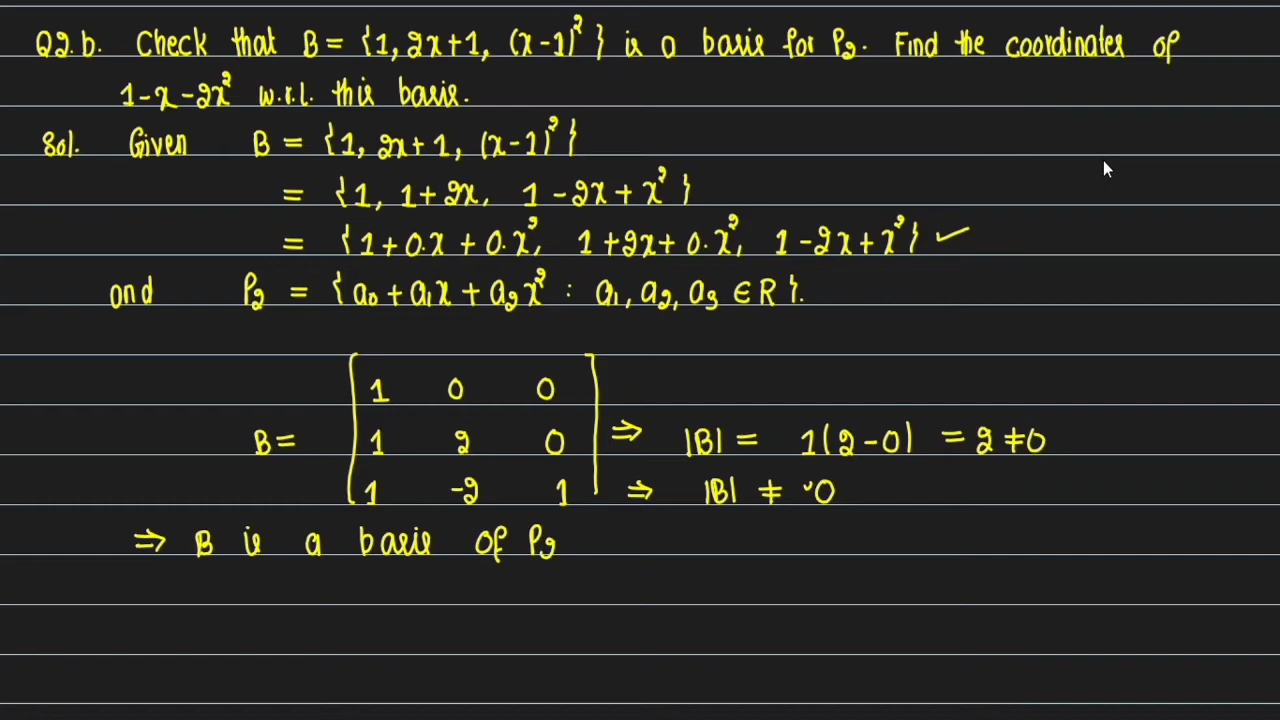 Q2.b. Check that B = {1, 2x+1, (x-1)²} is a basis for P₂. Find the coordinates of
1-x-2x² w.r.t. this basis.
Sol. Given B = {1, 2x+1, (x-1)²}
= {1, 1+2x, 1-2x+x²}
= {1+0.x+0.x², 1+2x+0.x², 1-2x+x²} ✓
and P₂ = {a₀+a₁x+a₂x² : a₁, a₂, a₃ ∈ R}.
1 0 0
B = 1 2 0 ⇒ |B| = 1(2-0) = 2 ≠ 0
1 -2 1 ⇒ |B| ≠ 0
⇒ B is a basis of P₂